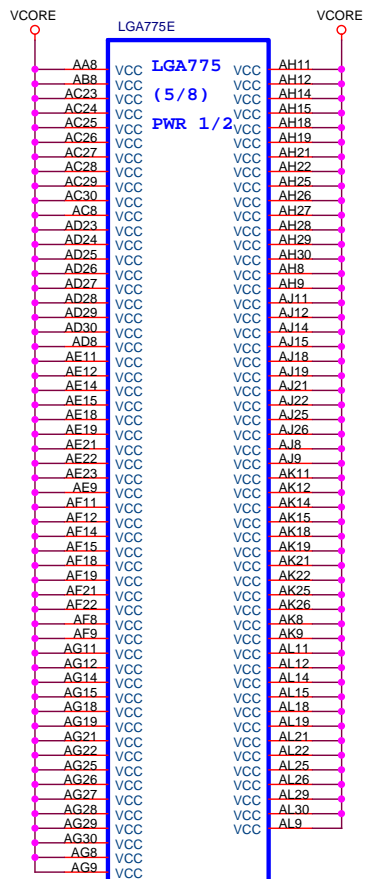 VCORE VCORE
LGA775E
AA8 VCC LGA775 VCC AH11
AB8 VCC VCC AH12
AC23 VCC (5/8) VCC AH14
AC24 VCC VCC AH15
AC25 VCC PWR 1/2 VCC AH18
AC26 VCC VCC AH19
AC27 VCC VCC AH21
AC28 VCC VCC AH22
AC29 VCC VCC AH25
AC30 VCC VCC AH26
AC8 VCC VCC AH27
AD23 VCC VCC AH28
AD24 VCC VCC AH29
AD25 VCC VCC AH30
AD26 VCC VCC AH8
AD27 VCC VCC AH9
AD28 VCC VCC AJ11
AD29 VCC VCC AJ12
AD30 VCC VCC AJ14
AD8 VCC VCC AJ15
AE11 VCC VCC AJ18
AE12 VCC VCC AJ19
AE14 VCC VCC AJ21
AE15 VCC VCC AJ22
AE18 VCC VCC AJ25
AE19 VCC VCC AJ26
AE21 VCC VCC AJ8
AE22 VCC VCC AJ9
AE23 VCC VCC AK11
AE9 VCC VCC AK12
AF11 VCC VCC AK14
AF12 VCC VCC AK15
AF14 VCC VCC AK18
AF15 VCC VCC AK19
AF18 VCC VCC AK21
AF19 VCC VCC AK22
AF21 VCC VCC AK25
AF22 VCC VCC AK26
AF8 VCC VCC AK8
AF9 VCC VCC AK9
AG11 VCC VCC AL11
AG12 VCC VCC AL12
AG14 VCC VCC AL14
AG15 VCC VCC AL15
AG18 VCC VCC AL18
AG19 VCC VCC AL19
AG21 VCC VCC AL21
AG22 VCC VCC AL22
AG25 VCC VCC AL25
AG26 VCC VCC AL26
AG27 VCC VCC AL29
AG28 VCC VCC AL30
AG29 VCC VCC AL9
AG30 VCC
AG8 VCC
AG9 VCC